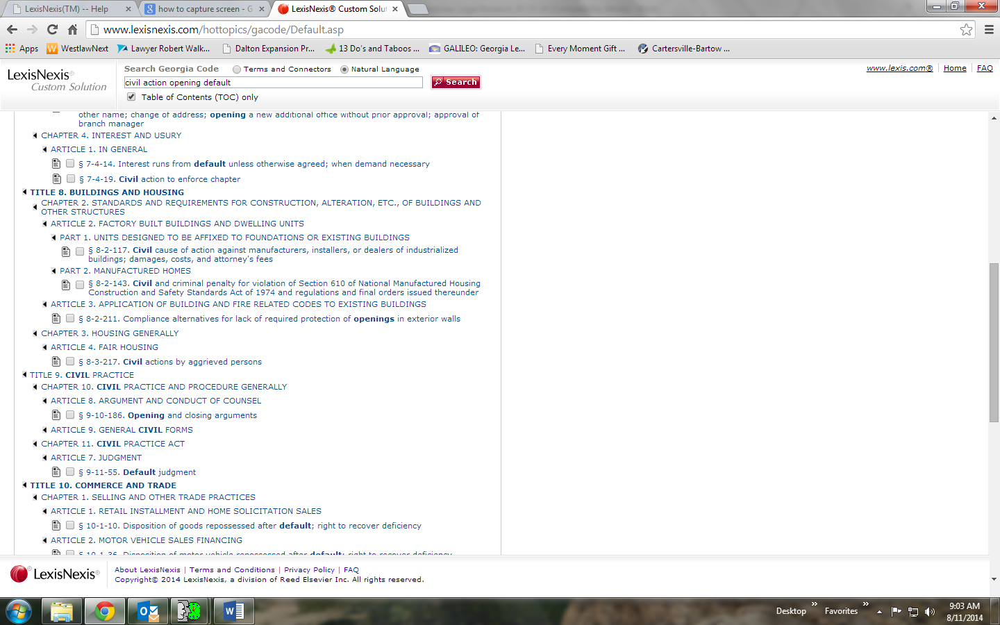 LexisNexis(TM) -- Help
how to capture screen - G
LexisNexis® Custom Solut
www.lexisnexis.com/hottopics/gacode/Default.asp
Apps
WestlawNext
Lawyer Robert Walk...
Dalton Expansion Pr...
13 Do's and Taboos ...
GALILEO: Georgia Le...
Every Moment Gift ...
Cartersville-Bartow ...
LexisNexis®
Custom Solution
Search Georgia Code
Terms and Connectors
Natural Language
www.lexis.com®
Home
FAQ
civil action opening default
Search
Table of Contents (TOC) only
other name; change of address; opening a new additional office without prior approval; approval of
branch manager
CHAPTER 4. INTEREST AND USURY
ARTICLE 1. IN GENERAL
§ 7-4-14. Interest runs from default unless otherwise agreed; when demand necessary
§ 7-4-19. Civil action to enforce chapter
TITLE 8. BUILDINGS AND HOUSING
CHAPTER 2. STANDARDS AND REQUIREMENTS FOR CONSTRUCTION, ALTERATION, ETC., OF BUILDINGS AND
OTHER STRUCTURES
ARTICLE 2. FACTORY BUILT BUILDINGS AND DWELLING UNITS
PART 1. UNITS DESIGNED TO BE AFFIXED TO FOUNDATIONS OR EXISTING BUILDINGS
§ 8-2-117. Civil cause of action against manufacturers, installers, or dealers of industrialized
buildings; damages, costs, and attorney's fees
PART 2. MANUFACTURED HOMES
§ 8-2-143. Civil and criminal penalty for violation of Section 610 of National Manufactured Housing
Construction and Safety Standards Act of 1974 and regulations and final orders issued thereunder
ARTICLE 3. APPLICATION OF BUILDING AND FIRE RELATED CODES TO EXISTING BUILDINGS
§ 8-2-211. Compliance alternatives for lack of required protection of openings in exterior walls
CHAPTER 3. HOUSING GENERALLY
ARTICLE 4. FAIR HOUSING
§ 8-3-217. Civil actions by aggrieved persons
TITLE 9. CIVIL PRACTICE
CHAPTER 10. CIVIL PRACTICE AND PROCEDURE GENERALLY
ARTICLE 8. ARGUMENT AND CONDUCT OF COUNSEL
§ 9-10-186. Opening and closing arguments
ARTICLE 9. GENERAL CIVIL FORMS
CHAPTER 11. CIVIL PRACTICE ACT
ARTICLE 7. JUDGMENT
§ 9-11-55. Default judgment
TITLE 10. COMMERCE AND TRADE
CHAPTER 1. SELLING AND OTHER TRADE PRACTICES
ARTICLE 1. RETAIL INSTALLMENT AND HOME SOLICITATION SALES
§ 10-1-10. Disposition of goods repossessed after default; right to recover deficiency
ARTICLE 2. MOTOR VEHICLE SALES FINANCING
§ 10-1-36. Disposition of motor vehicle repossessed after default; right to recover deficiency
LexisNexis®
About LexisNexis | Terms and Conditions | Privacy Policy | FAQ
Copyright© 2014 LexisNexis, a division of Reed Elsevier Inc. All rights reserved.
Desktop
Favorites
9:03 AM
8/11/2014